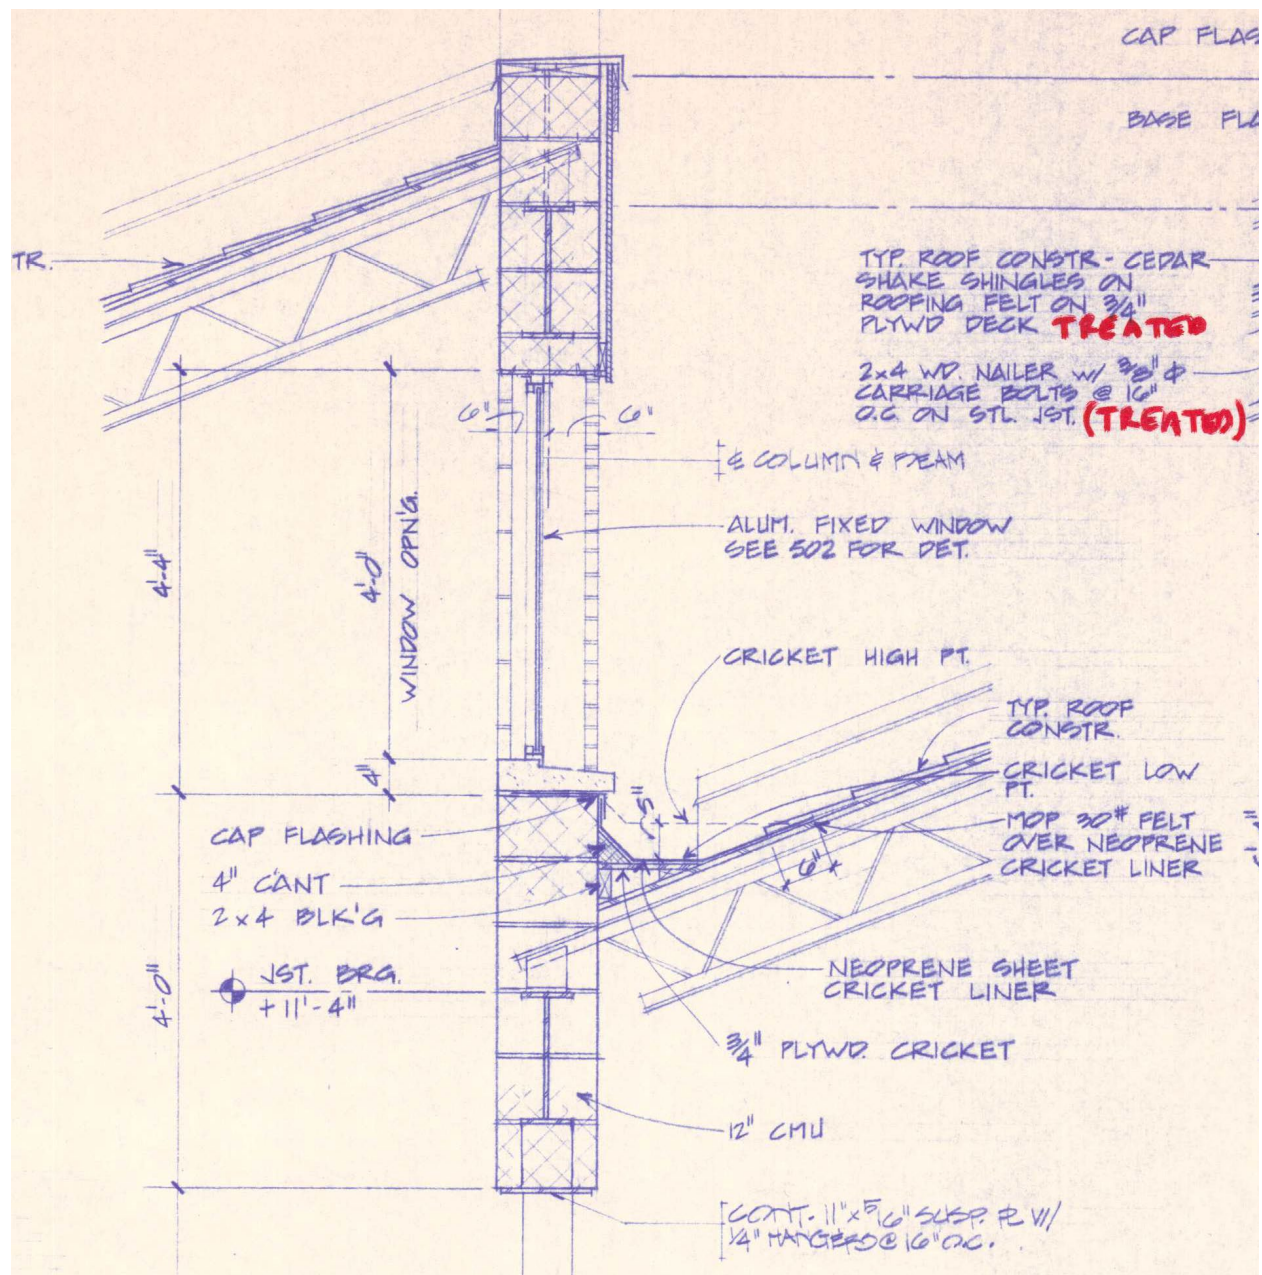 CAP FLAS
BASE FLA
TR.
TYP. ROOF CONSTR - CEDAR
SHAKE SHINGLES ON
ROOFING FELT ON 3/4"
PLYWD DECK TREATED
2x4 WD. NAILER W/ 3/8" Φ
CARRIAGE BOLTS @ 16"
O.C. ON STL. JST. (TREATED)
6" 6"
℄ COLUMN & BEAM
ALUM. FIXED WINDOW
SEE 502 FOR DET.
4'-4"
4'-0"
WINDOW OPN'G.
4"
CRICKET HIGH PT.
TYP. ROOF
CONSTR.
CRICKET LOW
PT.
MOP 30# FELT
OVER NEOPRENE
CRICKET LINER
~5"
6"
CAP FLASHING
4" CANT
2x4 BLK'G
JST. BRG.
+11'-4"
4'-0"
NEOPRENE SHEET
CRICKET LINER
3/4" PLYWD. CRICKET
12" CMU
CONT. 11" x 5/16" SUSP. PL W/
1/4" HANGERS @ 16" O.C.